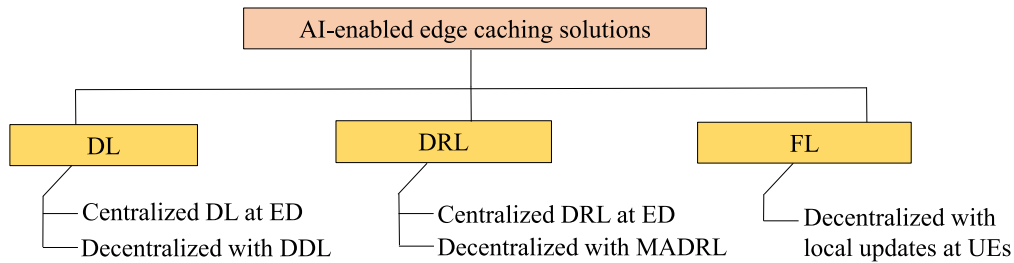 AI-enabled edge caching solutions
DL
Centralized DL at ED
Decentralized with DDL
DRL
Centralized DRL at ED
Decentralized with MADRL
FL
Decentralized with
local updates at UEs